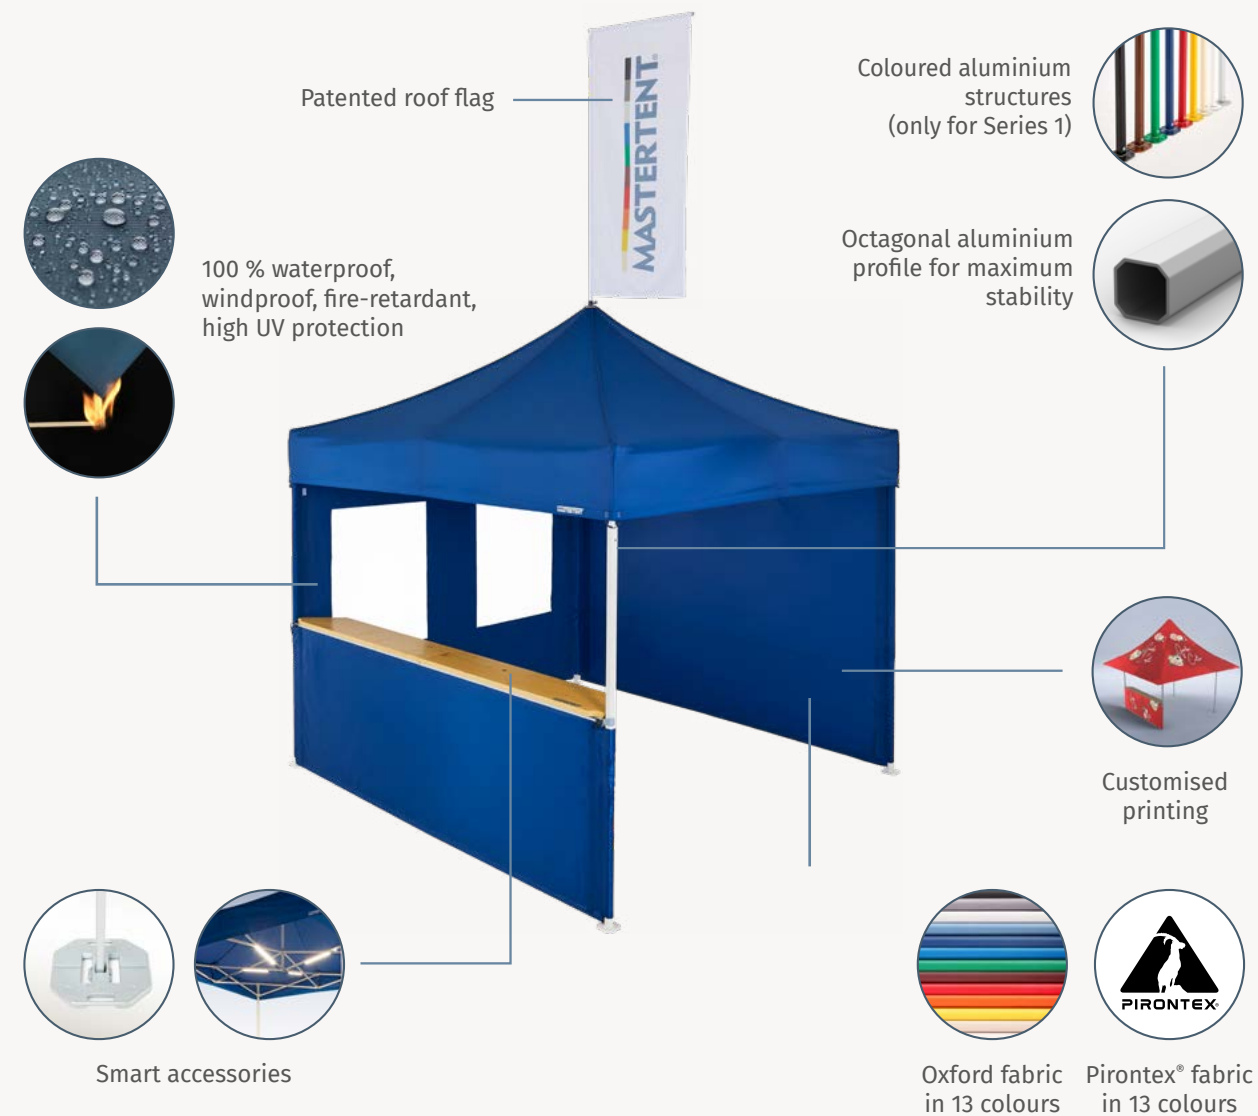 Patented roof flag
MASTERTENT®
Coloured aluminium
structures
(only for Series 1)
Octagonal aluminium
profile for maximum
stability
100 % waterproof,
windproof, fire-retardant,
high UV protection
Customised
printing
Smart accessories
PIRONTEX®
Oxford fabric
in 13 colours
Pirontex® fabric
in 13 colours